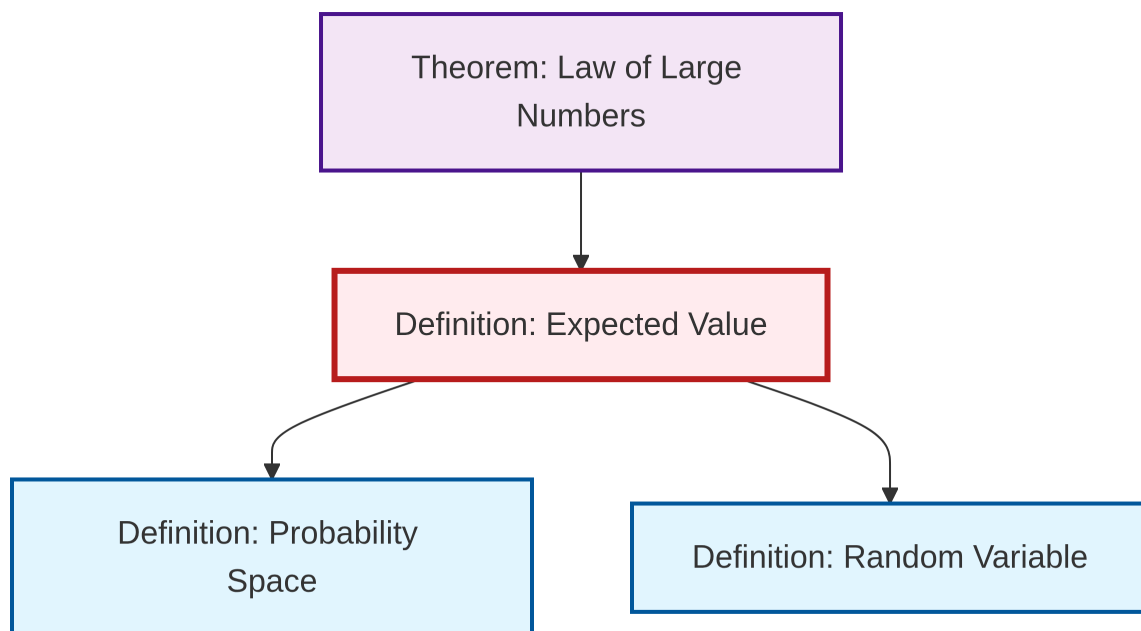 Theorem: Law of Large
Numbers
Definition: Expected Value
Definition: Probability
Space
Definition: Random Variable